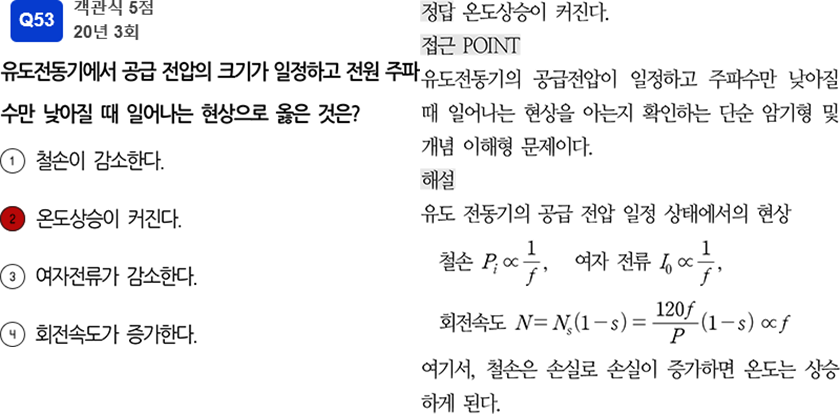 Q53
객관식 5점
20년 3회
유도전동기에서 공급 전압의 크기가 일정하고 전원 주파
수만 낮아질 때 일어나는 현상으로 옳은 것은?
1 철손이 감소한다.
2 온도상승이 커진다.
3 여자전류가 감소한다.
4 회전속도가 증가한다.
정답 온도상승이 커진다.
접근 POINT
유도전동기의 공급전압이 일정하고 주파수만 낮아질
때 일어나는 현상을 아는지 확인하는 단순 암기형 및
개념 이해형 문제이다.
해설
유도 전동기의 공급 전압 일정 상태에서의 현상
철손 P_i ∝ 1/f, 여자 전류 I_0 ∝ 1/f,
회전속도 N = N_s(1-s) = 120f/P (1-s) ∝ f
여기서, 철손은 손실로 손실이 증가하면 온도는 상승
하게 된다.